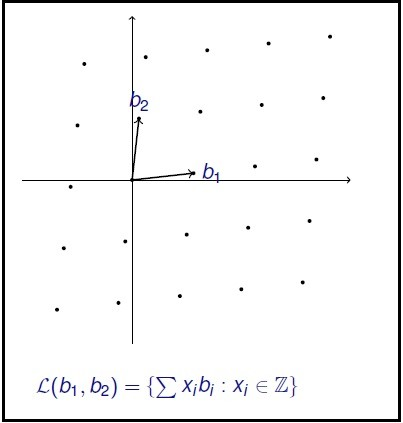 b₂
b₁
ℒ(b₁, b₂) = {∑ xᵢbᵢ : xᵢ ∈ ℤ}